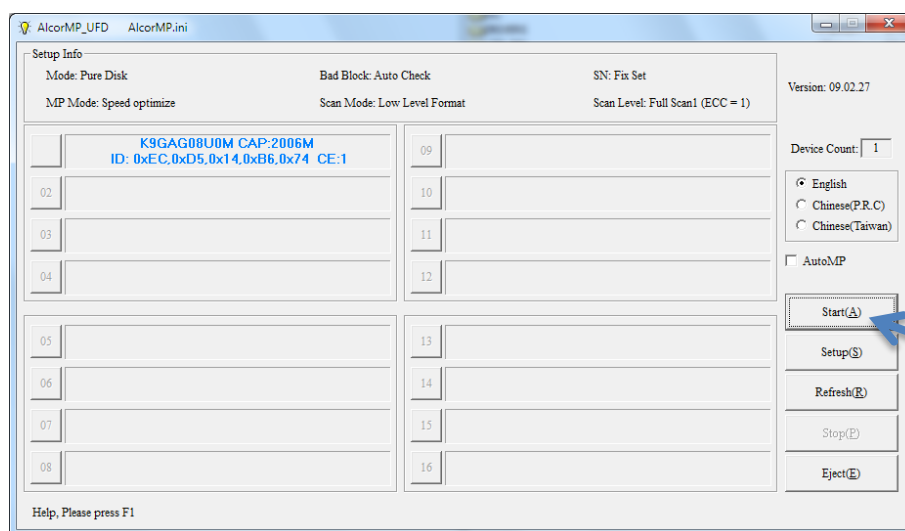 AlcorMP_UFD AlcorMP.ini
Setup Info
Mode: Pure Disk Bad Block: Auto Check SN: Fix Set
MP Mode: Speed optimize Scan Mode: Low Level Format Scan Level: Full Scan1 (ECC = 1)
Version: 09.02.27
K9GAG08U0M CAP:2006M
ID: 0xEC,0xD5,0x14,0xB6,0x74 CE:1
02
03
04
09
10
11
12
05
06
07
08
13
14
15
16
Device Count: 1
English
Chinese(P.R.C)
Chinese(Taiwan)
AutoMP
Start(A)
Setup(S)
Refresh(R)
Stop(P)
Eject(E)
Help, Please press F1